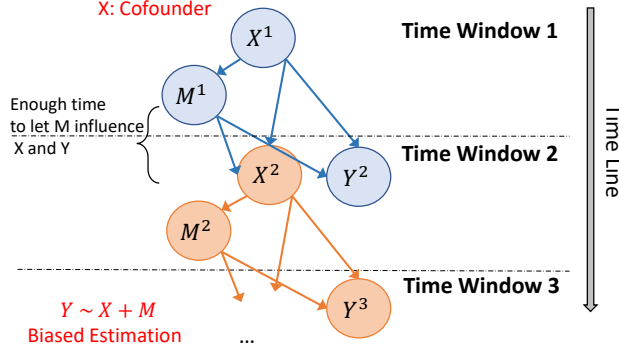 X: Cofounder
X¹
Time Window 1
M¹
Enough time
to let M influence
X and Y
Time Window 2
X²
Y²
M²
Time Window 3
Y³
Y ~ X + M
Biased Estimation
...
Time Line